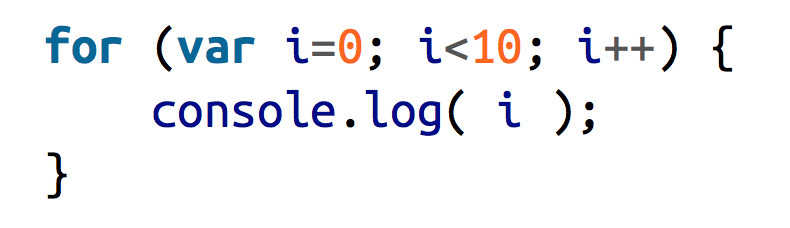 for (var i=0; i<10; i++) {
    console.log( i );
}